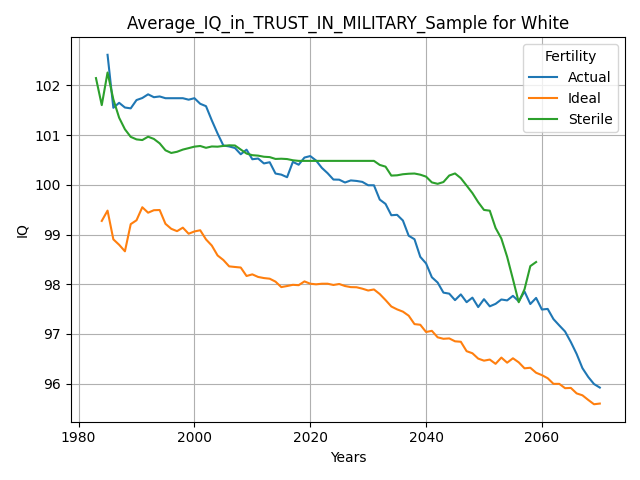 Average_IQ_in_TRUST_IN_MILITARY_Sample for White
Fertility
Actual
Ideal
Sterile
IQ
102
101
100
99
98
97
96
1980
2000
2020
2040
2060
Years